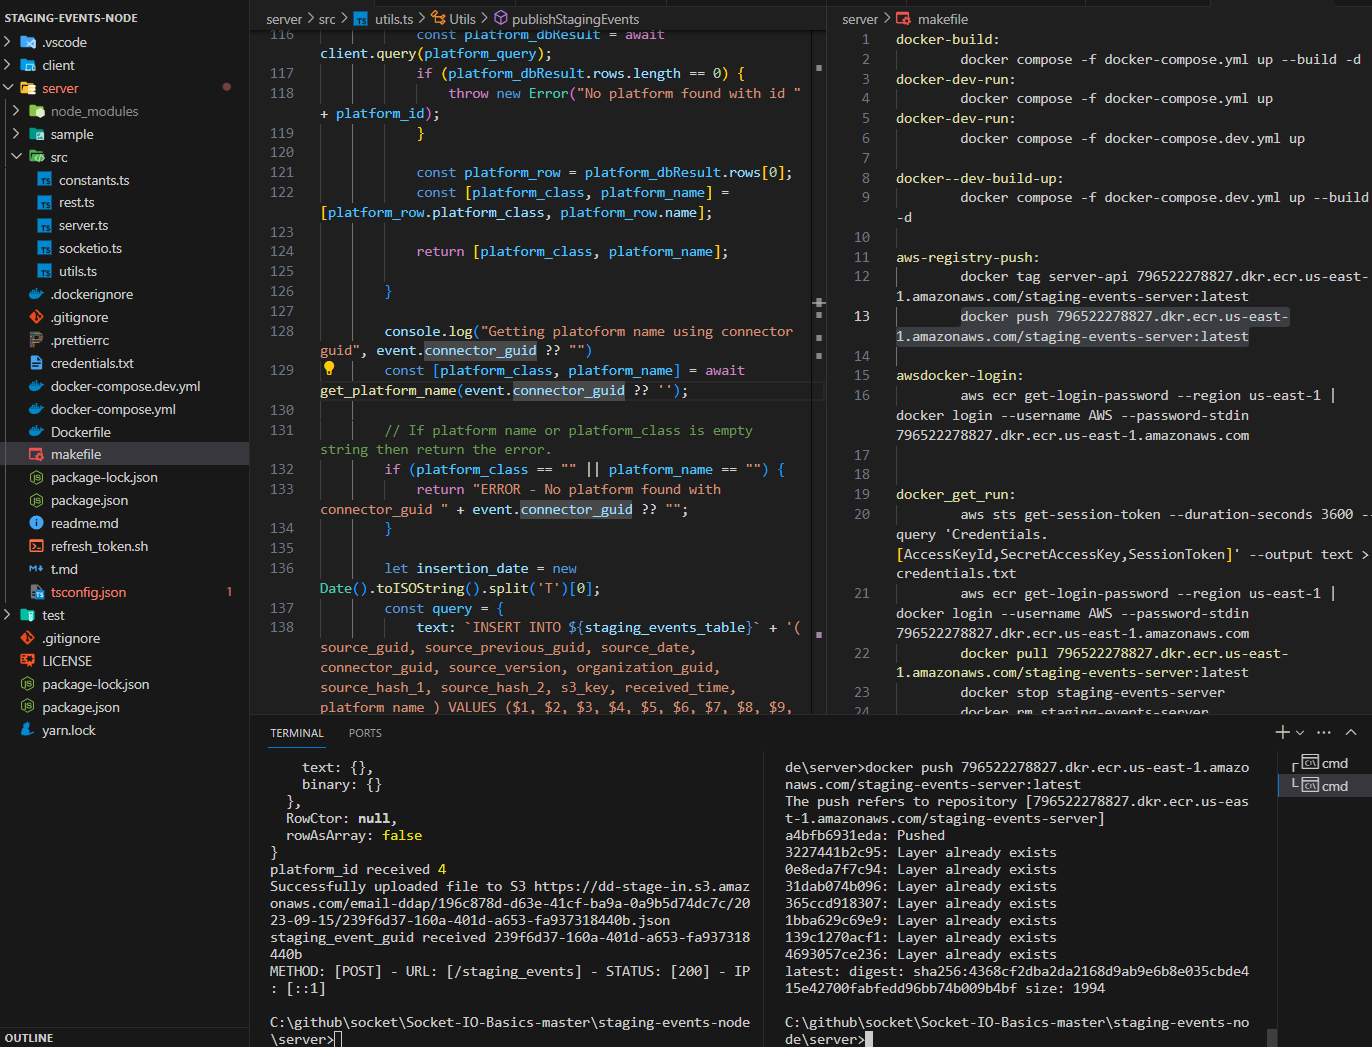 STAGING-EVENTS-NODE
.vscode
client
server
node_modules
sample
src
constants.ts
rest.ts
server.ts
socketio.ts
utils.ts
.dockerignore
.gitignore
.prettierrc
credentials.txt
docker-compose.dev.yml
docker-compose.yml
Dockerfile
makefile
package-lock.json
package.json
readme.md
refresh_token.sh
t.md
tsconfig.json 1
test
.gitignore
LICENSE
package-lock.json
package.json
yarn.lock
OUTLINE
server > src > utils.ts > Utils > publishStagingEvents
116 const platform_dbResult = await
client.query(platform_query);
117 if (platform_dbResult.rows.length == 0) {
118 throw new Error("No platform found with id "
+ platform_id);
119 }
120
121 const platform_row = platform_dbResult.rows[0];
122 const [platform_class, platform_name] =
[platform_row.platform_class, platform_row.name];
123
124 return [platform_class, platform_name];
125
126 }
127
128 console.log("Getting platoform name using connector
guid", event.connector_guid ?? "")
129 const [platform_class, platform_name] = await
get_platform_name(event.connector_guid ?? '');
130
131 // If platform name or platform_class is empty
string then return the error.
132 if (platform_class == "" || platform_name == "") {
133 return "ERROR - No platform found with
connector_guid " + event.connector_guid ?? "";
134 }
135
136 let insertion_date = new
Date().toISOString().split('T')[0];
137 const query = {
138 text: `INSERT INTO ${staging_events_table}` + '(
source_guid, source_previous_guid, source_date,
connector_guid, source_version, organization_guid,
source_hash_1, source_hash_2, s3_key, received_time,
platform_name ) VALUES ($1, $2, $3, $4, $5, $6, $7, $8, $9,
server > makefile
1 docker-build:
2 docker compose -f docker-compose.yml up --build -d
3 docker-dev-run:
4 docker compose -f docker-compose.yml up
5 docker-dev-run:
6 docker compose -f docker-compose.dev.yml up
7
8 docker--dev-build-up:
9 docker compose -f docker-compose.dev.yml up --build
-d
10
11 aws-registry-push:
12 docker tag server-api 796522278827.dkr.ecr.us-east-
1.amazonaws.com/staging-events-server:latest
13 docker push 796522278827.dkr.ecr.us-east-
1.amazonaws.com/staging-events-server:latest
14
15 awsdocker-login:
16 aws ecr get-login-password --region us-east-1 |
docker login --username AWS --password-stdin
796522278827.dkr.ecr.us-east-1.amazonaws.com
17
18
19 docker_get_run:
20 aws sts get-session-token --duration-seconds 3600 --
query 'Credentials.
[AccessKeyId,SecretAccessKey,SessionToken]' --output text >
credentials.txt
21 aws ecr get-login-password --region us-east-1 |
docker login --username AWS --password-stdin
796522278827.dkr.ecr.us-east-1.amazonaws.com
22 docker pull 796522278827.dkr.ecr.us-east-
1.amazonaws.com/staging-events-server:latest
23 docker stop staging-events-server
24 docker rm staging-events-server
TERMINAL PORTS
text: {},
binary: {}
},
RowCtor: null,
rowAsArray: false
}
platform_id received 4
Successfully uploaded file to S3 https://dd-stage-in.s3.amaz
onaws.com/email-ddap/196c878d-d63e-41cf-ba9a-0a9b5d74dc7c/20
23-09-15/239f6d37-160a-401d-a653-fa937318440b.json
staging_event_guid received 239f6d37-160a-401d-a653-fa937318
440b
METHOD: [POST] - URL: [/staging_events] - STATUS: [200] - IP
: [::1]
C:\github\socket\Socket-IO-Basics-master\staging-events-node
\server>
de\server>docker push 796522278827.dkr.ecr.us-east-1.amazo
naws.com/staging-events-server:latest
The push refers to repository [796522278827.dkr.ecr.us-eas
t-1.amazonaws.com/staging-events-server]
a4bfb6931eda: Pushed
3227441b2c95: Layer already exists
0e8eda7f7c94: Layer already exists
31dab074b096: Layer already exists
365ccd918307: Layer already exists
1bba629c69e9: Layer already exists
139c1270acf1: Layer already exists
4693057ce236: Layer already exists
latest: digest: sha256:4368cf2dba2da2168d9ab9e6b8e035cbde4
15e42700fabfedd96bb74b009b4bf size: 1994
C:\github\socket\Socket-IO-Basics-master\staging-events-no
de\server>
cmd
cmd